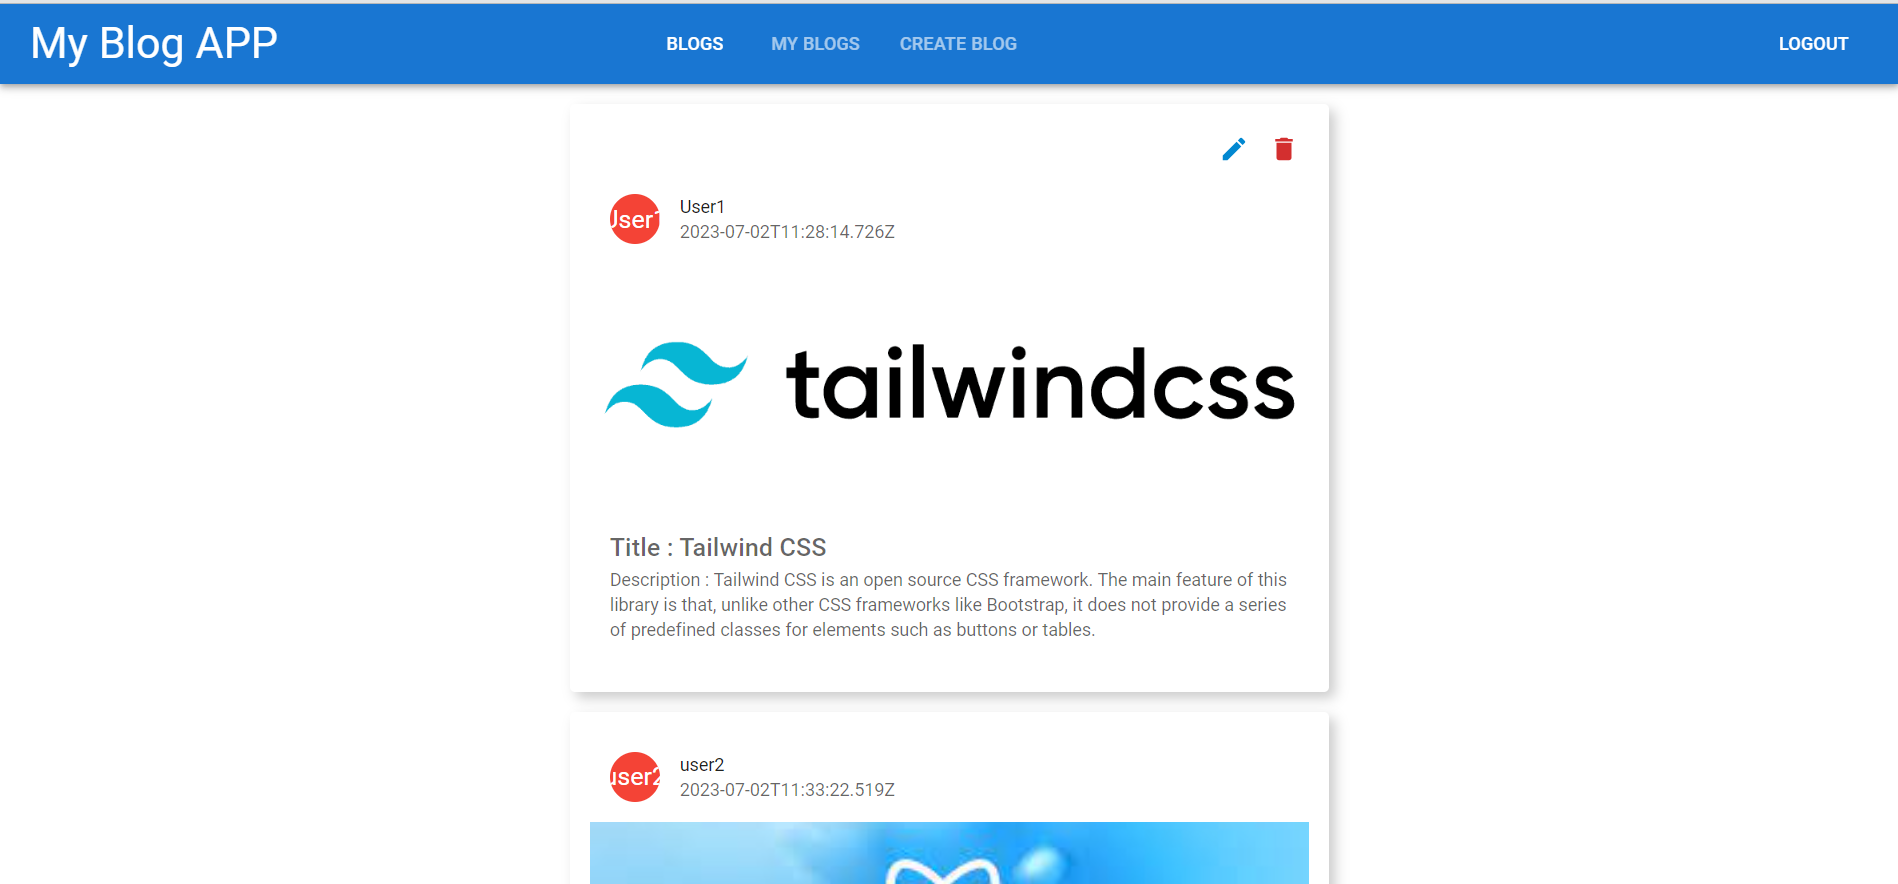 My Blog APP
BLOGS MY BLOGS CREATE BLOG
LOGOUT
User1
User1
2023-07-02T11:28:14.726Z
tailwindcss
Title : Tailwind CSS
Description : Tailwind CSS is an open source CSS framework. The main feature of this
library is that, unlike other CSS frameworks like Bootstrap, it does not provide a series
of predefined classes for elements such as buttons or tables.
user2
user2
2023-07-02T11:33:22.519Z